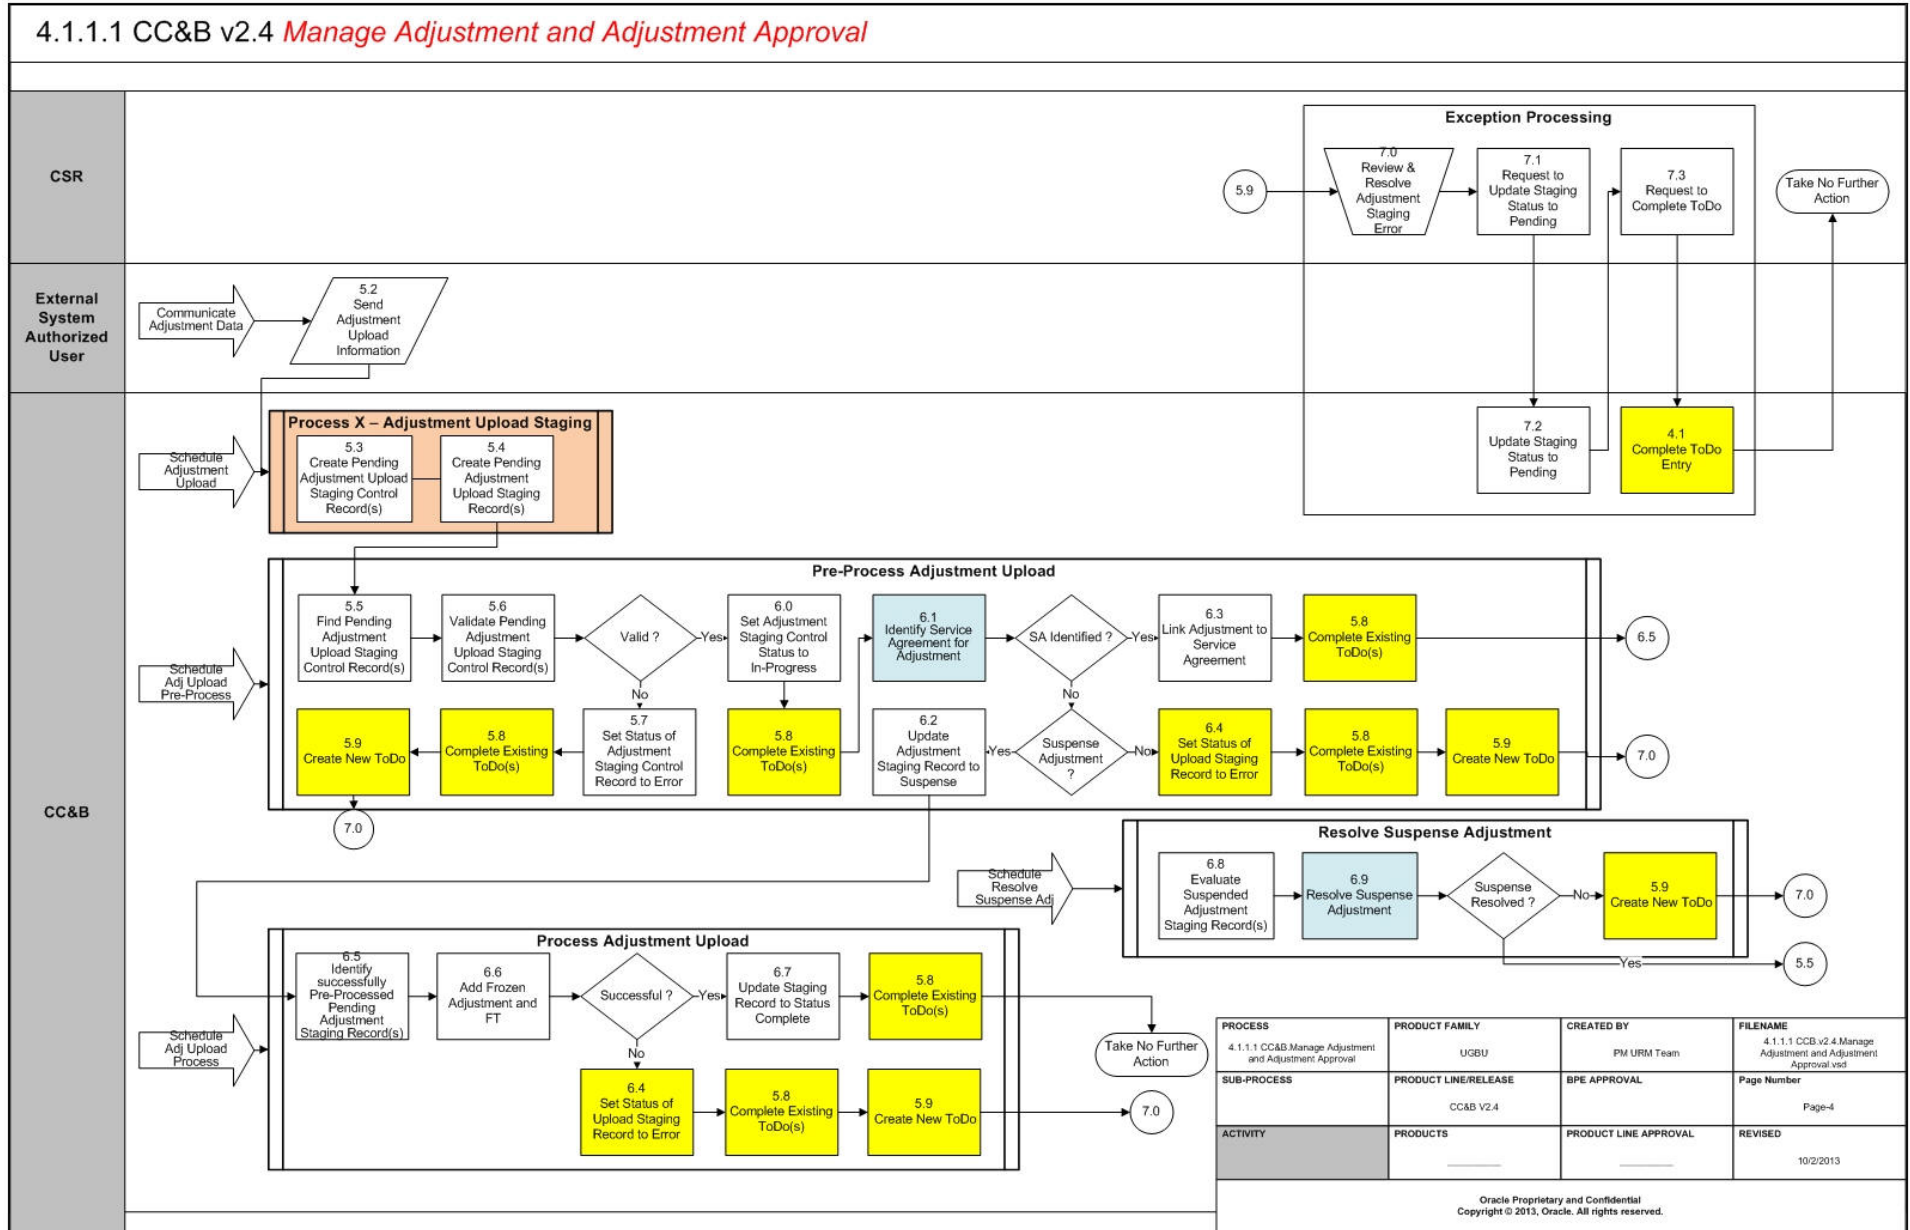 4.1.1.1 CC&B v2.4 Manage Adjustment and Adjustment Approval
CSR
Exception Processing
5.9
7.0
Review &
Resolve
Adjustment
Staging
Error
7.1
Request to
Update Staging
Status to
Pending
7.3
Request to
Complete ToDo
Take No Further
Action
External
System
Authorized
User
Communicate
Adjustment Data
5.2
Send
Adjustment
Upload
Information
CC&B
Schedule
Adjustment
Upload
Process X – Adjustment Upload Staging
5.3
Create Pending
Adjustment Upload
Staging Control
Record(s)
5.4
Create Pending
Adjustment
Upload Staging
Record(s)
7.2
Update Staging
Status to
Pending
4.1
Complete ToDo
Entry
Pre-Process Adjustment Upload
Schedule
Adj Upload
Pre-Process
5.5
Find Pending
Adjustment
Upload Staging
Control Record(s)
5.6
Validate Pending
Adjustment
Upload Staging
Control Record(s)
Valid ?
Yes
No
6.0
Set Adjustment
Staging Control
Status to
In-Progress
6.1
Identify Service
Agreement for
Adjustment
SA Identified ?
Yes
No
6.3
Link Adjustment to
Service
Agreement
5.8
Complete Existing
ToDo(s)
6.5
5.9
Create New ToDo
5.8
Complete Existing
ToDo(s)
5.7
Set Status of
Adjustment
Staging Control
Record to Error
5.8
Complete Existing
ToDo(s)
6.2
Update
Adjustment
Staging Record to
Suspense
Yes
Suspense
Adjustment
?
No
6.4
Set Status of
Upload Staging
Record to Error
5.8
Complete Existing
ToDo(s)
5.9
Create New ToDo
7.0
7.0
Resolve Suspense Adjustment
Schedule
Resolve
Suspense Adj
6.8
Evaluate
Suspended
Adjustment
Staging Record(s)
6.9
Resolve Suspense
Adjustment
Suspense
Resolved ?
No
5.9
Create New ToDo
7.0
Yes
5.5
Process Adjustment Upload
Schedule
Adj Upload
Process
6.5
Identify
successfully
Pre-Processed
Pending
Adjustment
Staging Record(s)
6.6
Add Frozen
Adjustment and
FT
Successful ?
Yes
No
6.7
Update Staging
Record to Status
Complete
5.8
Complete Existing
ToDo(s)
Take No Further
Action
6.4
Set Status of
Upload Staging
Record to Error
5.8
Complete Existing
ToDo(s)
5.9
Create New ToDo
7.0
PROCESS
4.1.1.1 CC&B.Manage Adjustment
and Adjustment Approval
PRODUCT FAMILY
UGBU
CREATED BY
PM URM Team
FILENAME
4.1.1.1 CCB.v2.4.Manage
Adjustment and Adjustment
Approval.vsd
SUB-PROCESS
PRODUCT LINE/RELEASE
CC&B V2.4
BPE APPROVAL
Page Number
Page-4
ACTIVITY
PRODUCTS
PRODUCT LINE APPROVAL
REVISED
10/2/2013
Oracle Proprietary and Confidential
Copyright © 2013, Oracle. All rights reserved.